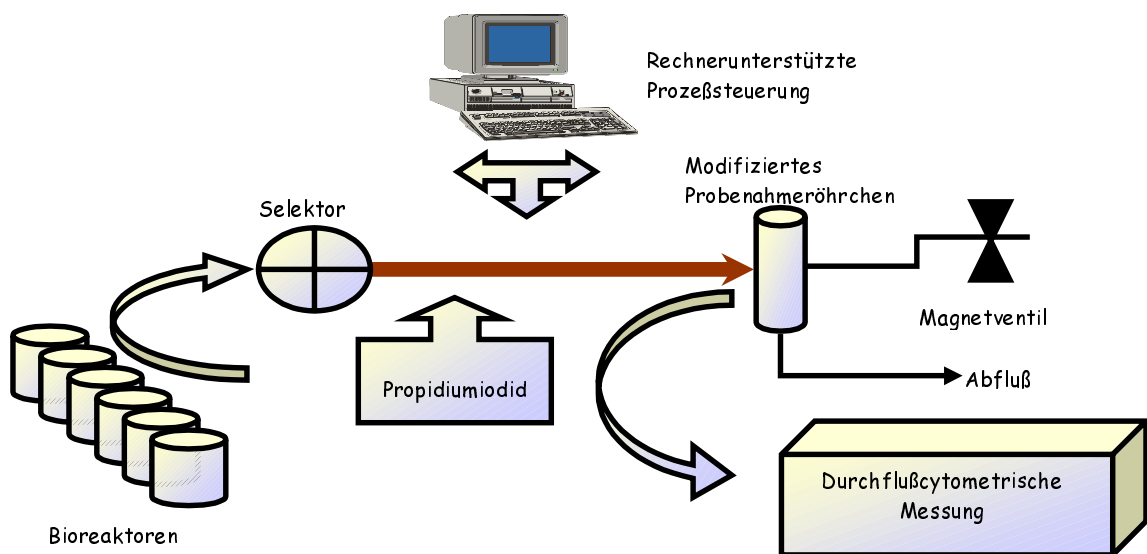 Rechnerunterstützte
Prozeßsteuerung
Modifiziertes
Probenahmeröhrchen
Selektor
Magnetventil
Propidiumiodid
Abfluß
Durchflußcytometrische
Messung
Bioreaktoren